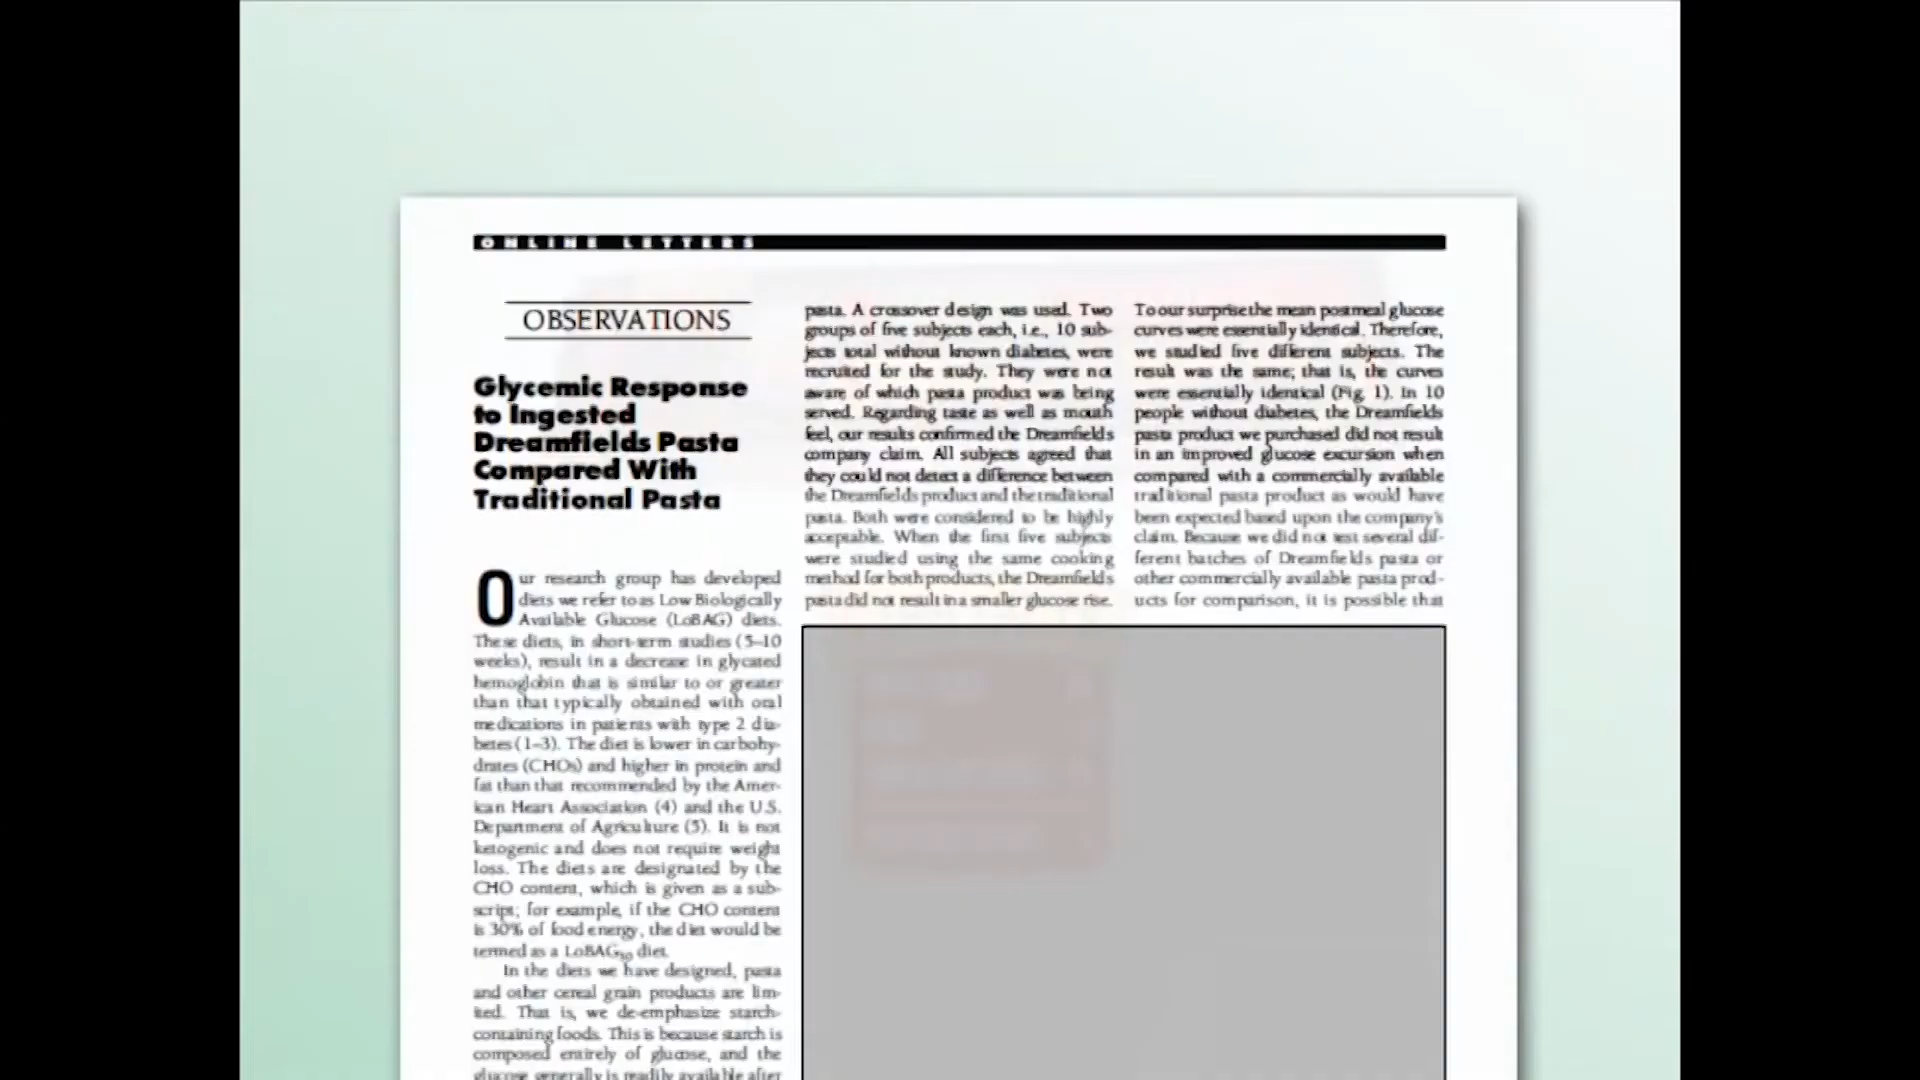 ONLINE LETTERS
OBSERVATIONS
Glycemic Response
to Ingested
Dreamfields Pasta
Compared With
Traditional Pasta
Our research group has developed
diets we refer to as Low Biologically
Available Glucose (LoBAG) diets.
These diets, in short-term studies (5–10
weeks), result in a decrease in glycated
hemoglobin that is similar to or greater
than that typically obtained with oral
medications in patients with type 2 dia-
betes (1–3). The diet is lower in carbohy-
drates (CHOs) and higher in protein and
fat than that recommended by the Amer-
ican Heart Association (4) and the U.S.
Department of Agriculture (5). It is not
ketogenic and does not require weight
loss. The diets are designated by the
CHO content, which is given as a sub-
script; for example, if the CHO content
is 30% of food energy, the diet would be
termed as a LoBAG30 diet.
In the diets we have designed, pasta
and other cereal grain products are lim-
ited. That is, we de-emphasize starch-
containing foods. This is because starch is
composed entirely of glucose, and the
glucose generally is readily available after
pasta. A crossover design was used. Two
groups of five subjects each, i.e., 10 sub-
jects total without known diabetes, were
recruited for the study. They were not
aware of which pasta product was being
served. Regarding taste as well as mouth
feel, our results confirmed the Dreamfields
company claim. All subjects agreed that
they could not detect a difference between
the Dreamfields product and the traditional
pasta. Both were considered to be highly
acceptable. When the first five subjects
were studied using the same cooking
method for both products, the Dreamfields
pasta did not result in a smaller glucose rise.
To our surprise the mean postmeal glucose
curves were essentially identical. Therefore,
we studied five different subjects. The
result was the same; that is, the curves
were essentially identical (Fig. 1). In 10
people without diabetes, the Dreamfields
pasta product we purchased did not result
in an improved glucose excursion when
compared with a commercially available
traditional pasta product as would have
been expected based upon the company's
claim. Because we did not test several dif-
ferent batches of Dreamfields pasta or
other commercially available pasta prod-
ucts for comparison, it is possible that